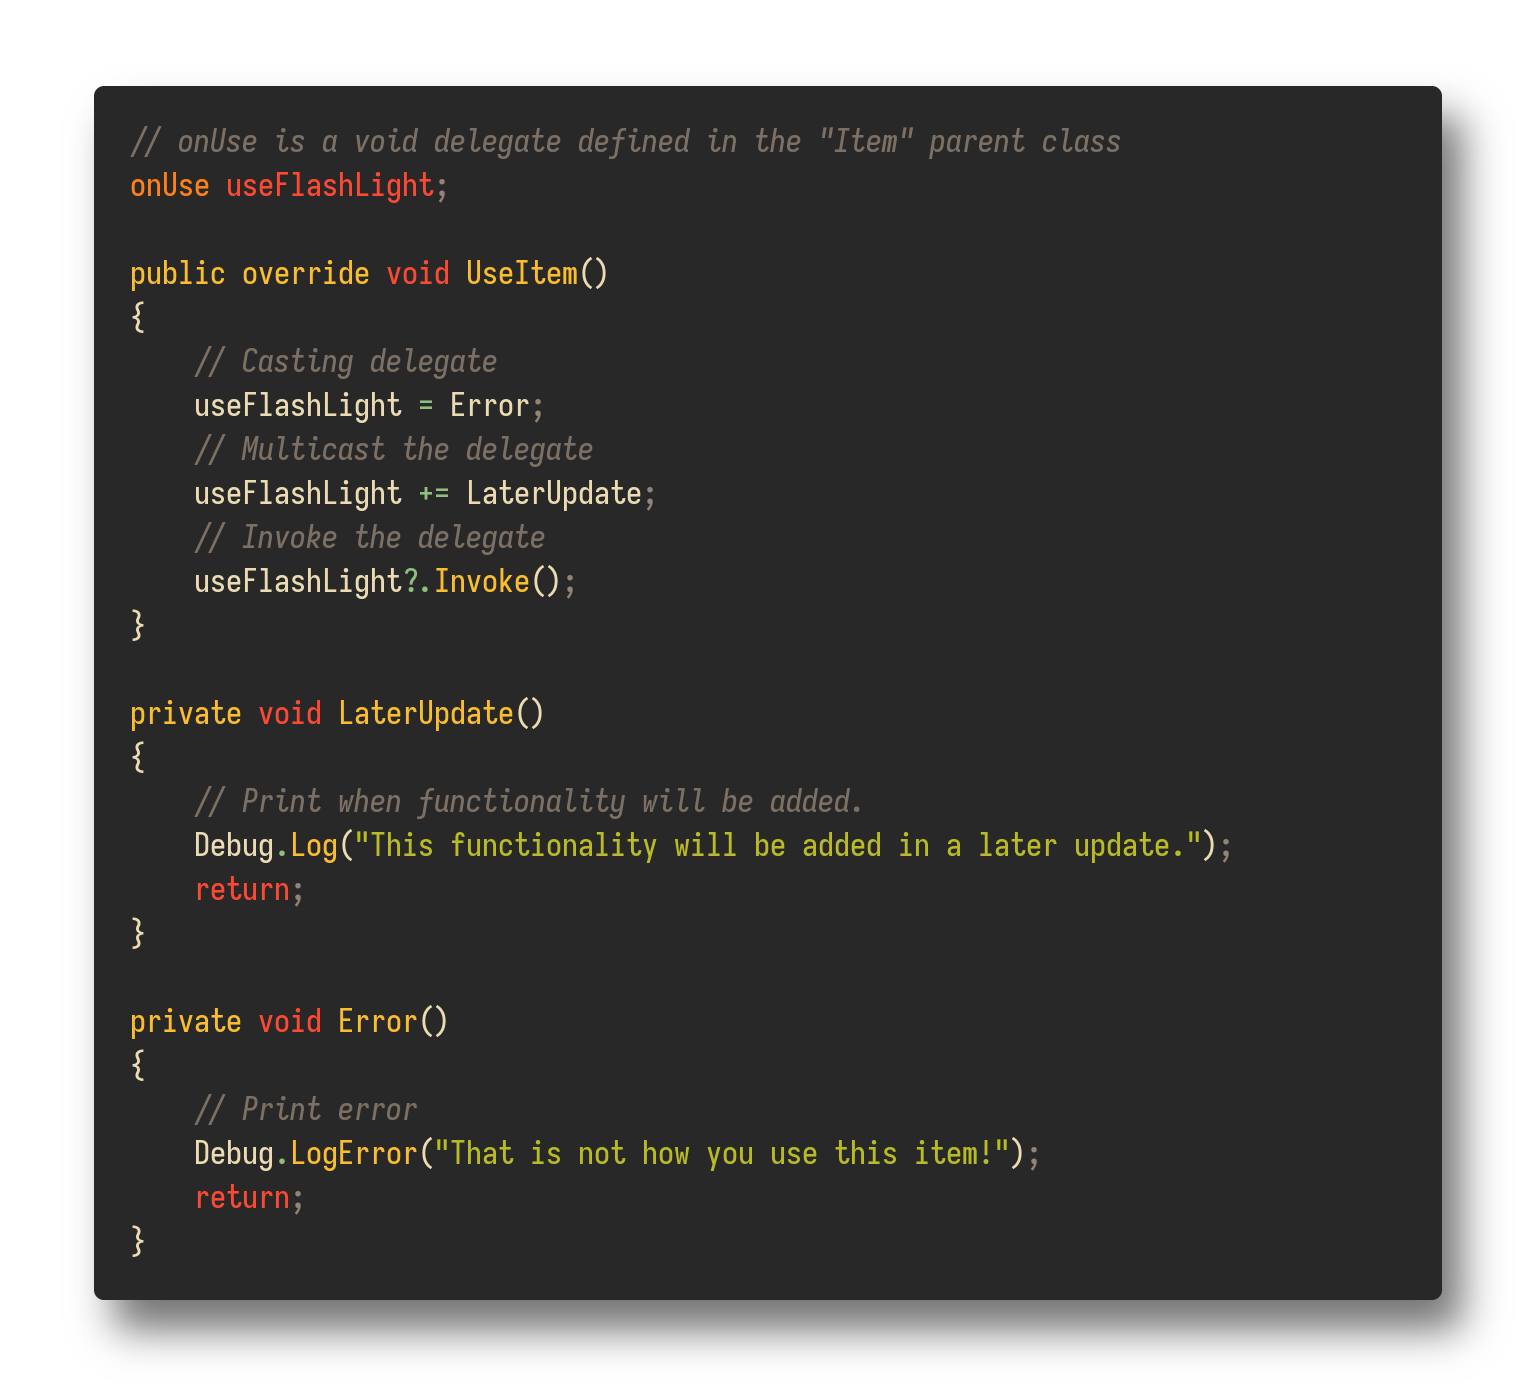 // onUse is a void delegate defined in the "Item" parent class
onUse useFlashLight;
public override void UseItem()
{
    // Casting delegate
    useFlashLight = Error;
    // Multicast the delegate
    useFlashLight += LaterUpdate;
    // Invoke the delegate
    useFlashLight?.Invoke();
}
private void LaterUpdate()
{
    // Print when functionality will be added.
    Debug.Log("This functionality will be added in a later update.");
    return;
}
private void Error()
{
    // Print error
    Debug.LogError("That is not how you use this item!");
    return;
}